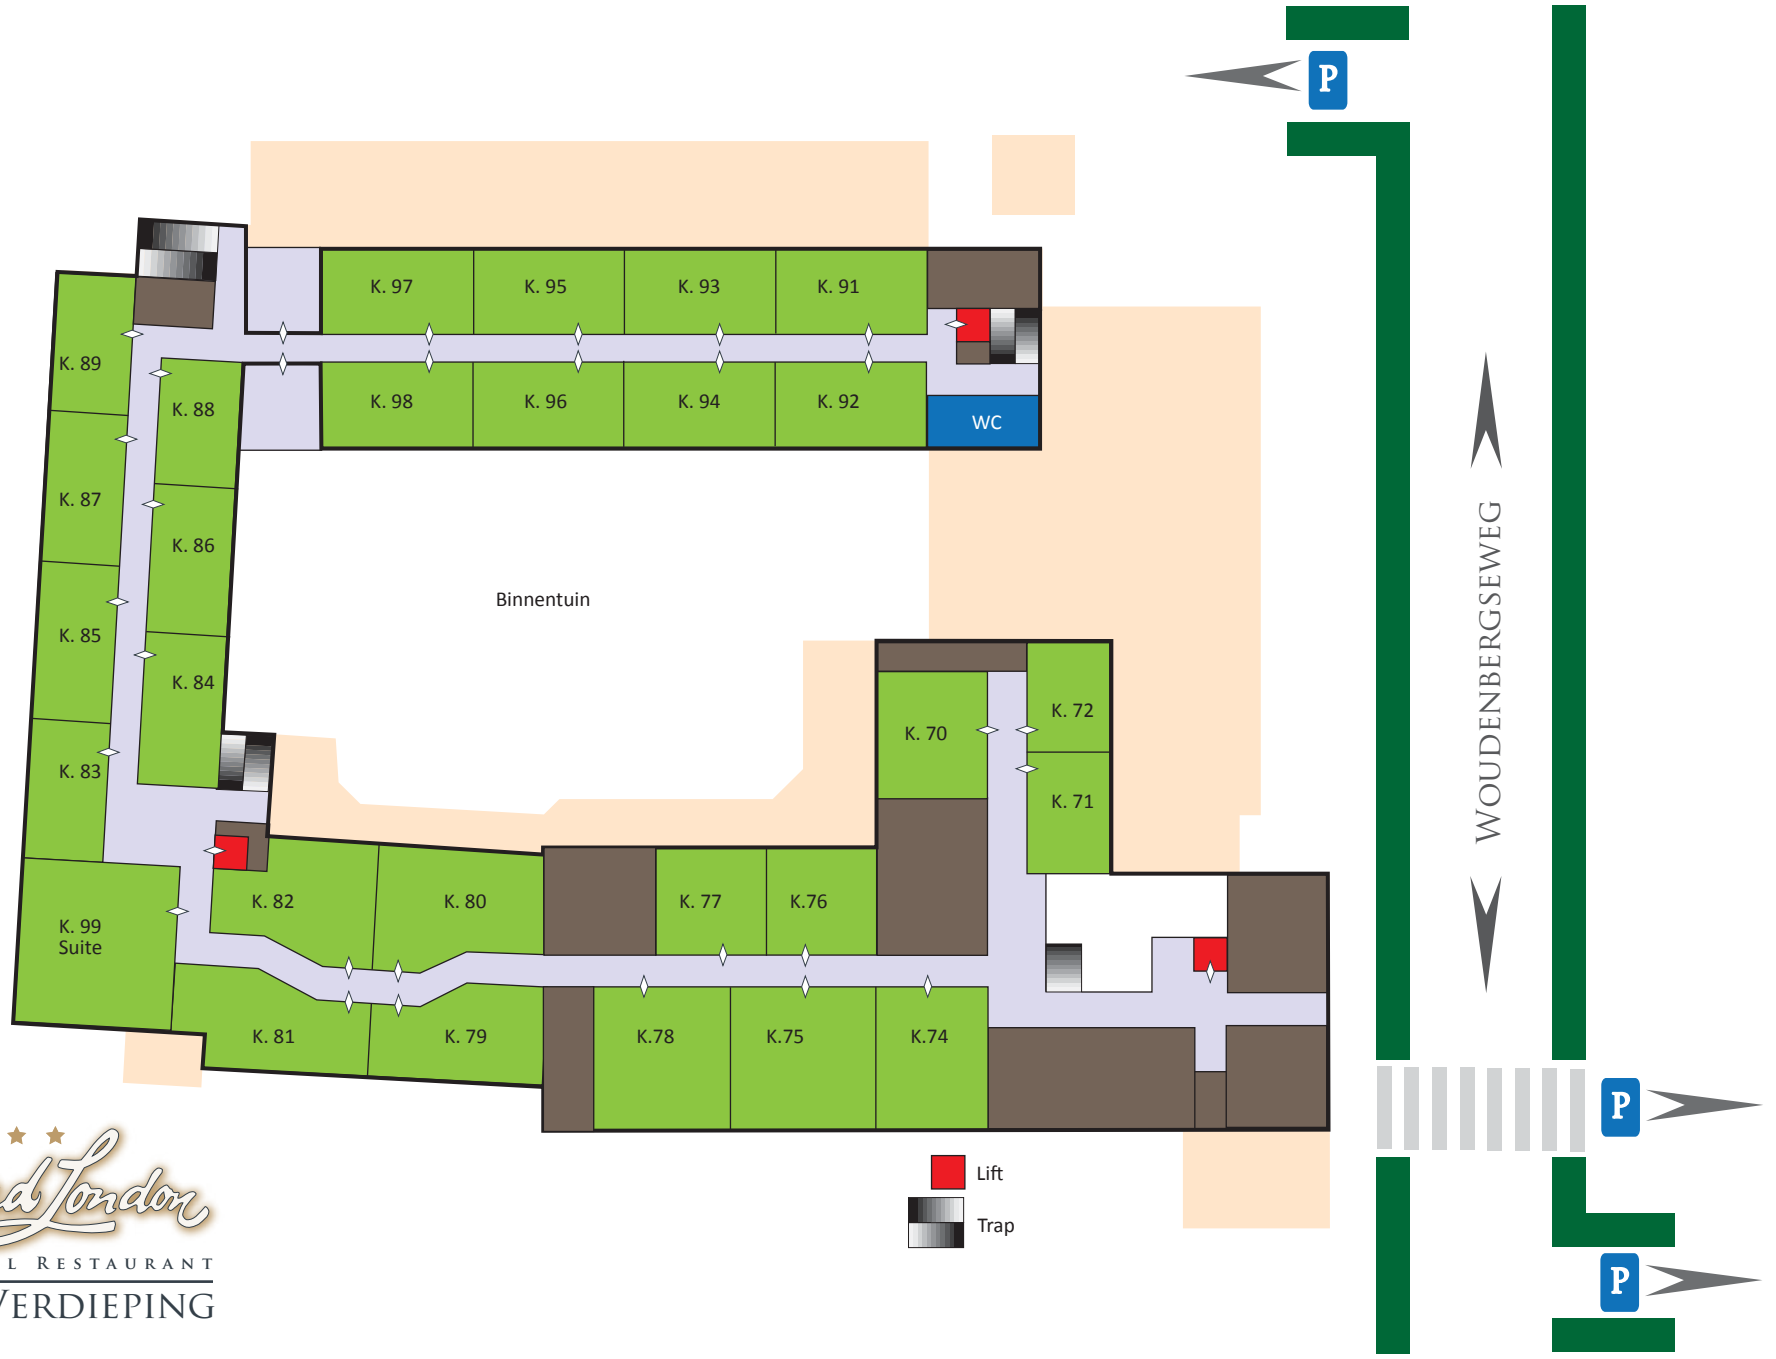 P
K. 97
K. 95
K. 93
K. 91
K. 89
K. 88
K. 98
K. 96
K. 94
K. 92
WC
K. 87
K. 86
Binnentuin
WOUDENBERGSEWEG
K. 85
K. 84
K. 72
K. 70
K. 83
K. 71
K. 82
K. 80
K. 77
K.76
K. 99
Suite
K. 81
K. 79
K.78
K.75
K.74
P
London
Lift
Trap
RESTAURANT
P
VERDIEPING